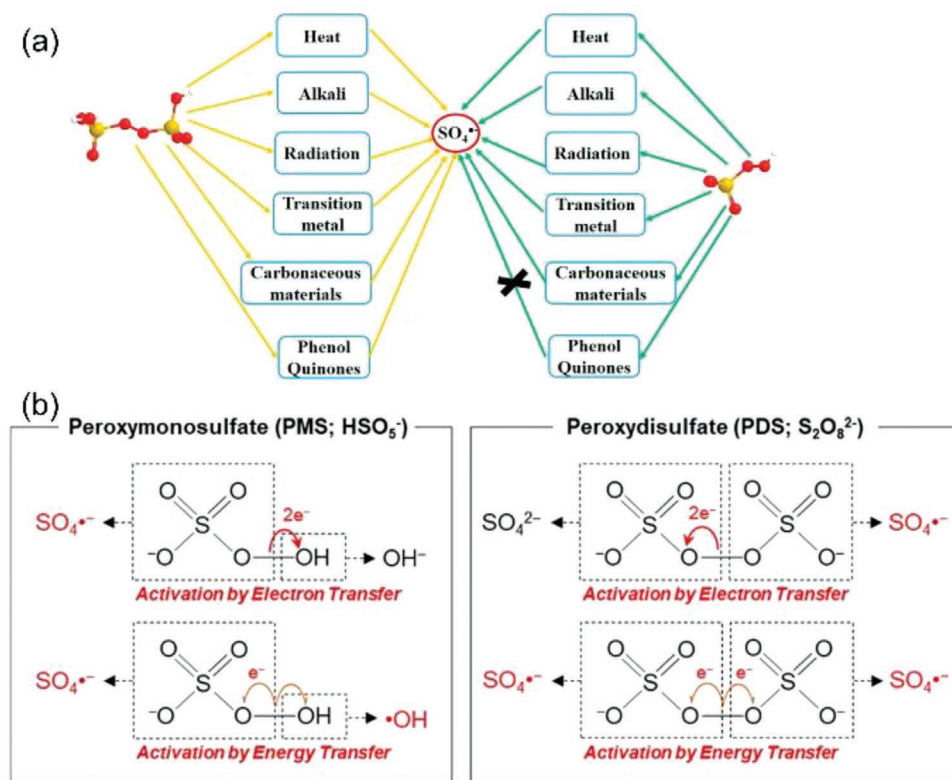 (a)
Heat
Alkali
Radiation
Transition
metal
Carbonaceous
materials
Phenol
Quinones
SO₄•⁻
Heat
Alkali
Radiation
Transition
metal
Carbonaceous
materials
Phenol
Quinones
(b)
Peroxymonosulfate (PMS; HSO₅⁻)
O O
S
2e⁻
SO₄•⁻
⁻O O OH
OH⁻
Activation by Electron Transfer
O O
SO₄•⁻
S
e⁻
⁻O O OH
•OH
Activation by Energy Transfer
Peroxydisulfate (PDS; S₂O₈²⁻)
O O O O
SO₄²⁻ S 2e⁻ S SO₄•⁻
⁻O O O O⁻
Activation by Electron Transfer
O O O O
SO₄•⁻ S e⁻ e⁻ S SO₄•⁻
⁻O O O O⁻
Activation by Energy Transfer